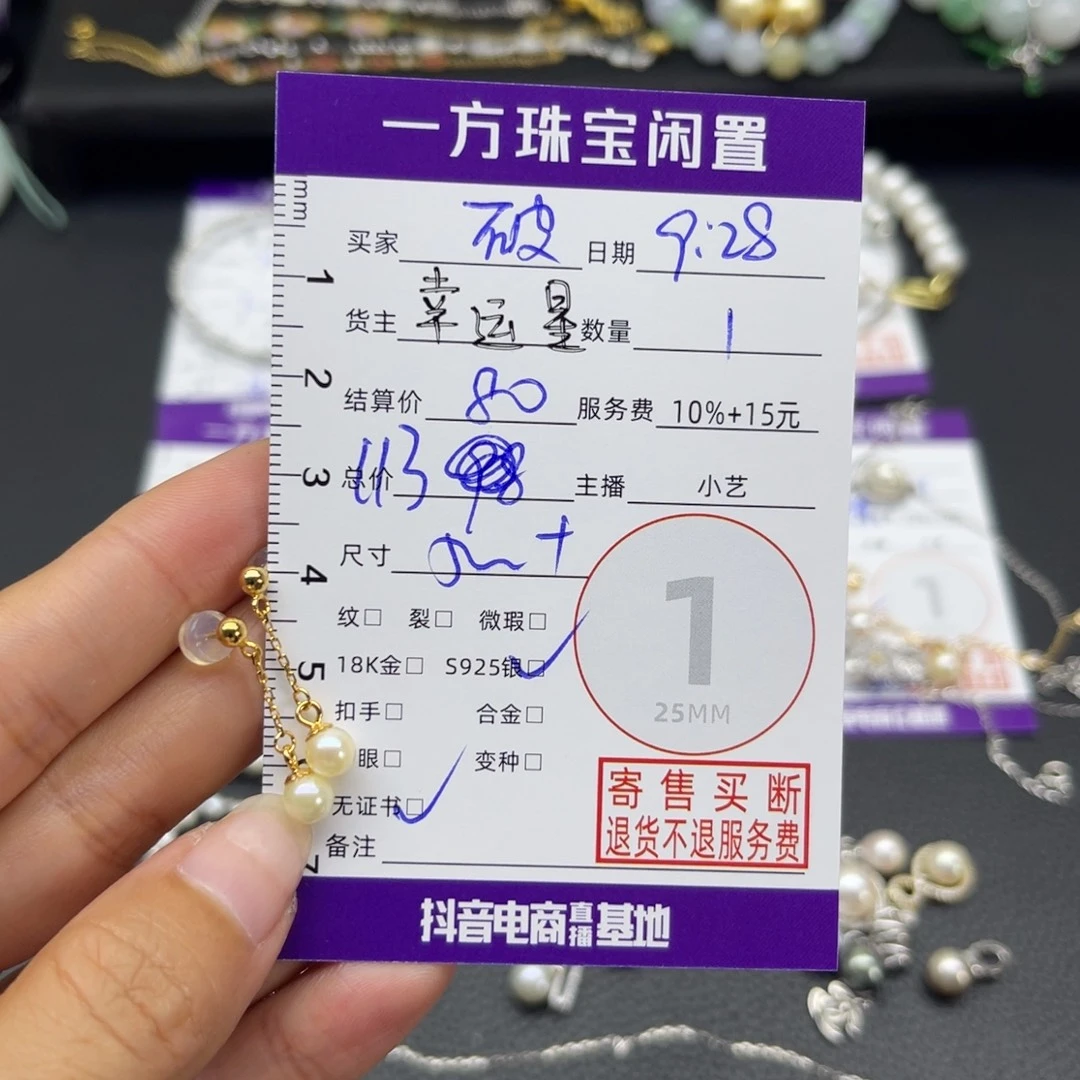 一方珠宝闲置
mm
买家 破 日期 9:28
1
货主 幸运星 数量 1
2
结算价 80 服务费 10%+15元
3
总价 113 主播 小艺
尺寸
4
纹□ 裂□ 微瑕□
18K金□ S925银□
5
扣手□ 合金□
眼□ 变种□
无证书□
备注
7
1
25MM
寄售买断
退货不退服务费
抖音电商直播基地